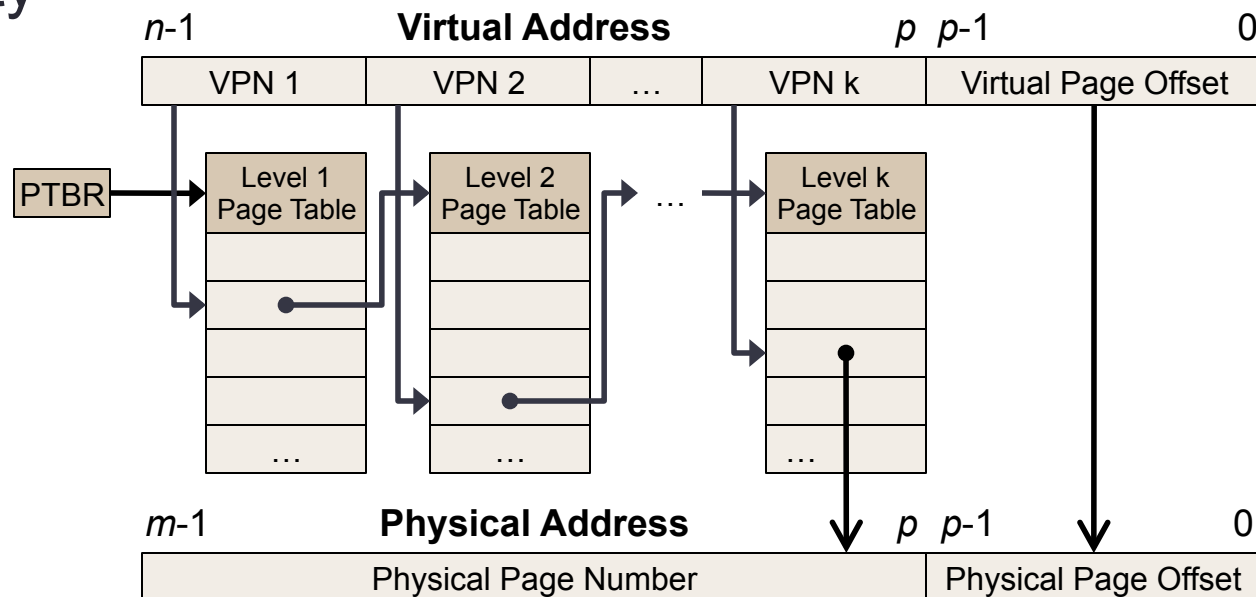 n-1 Virtual Address p p-1 0
VPN 1 VPN 2 … VPN k Virtual Page Offset
PTBR
Level 1
Page Table
Level 2
Page Table
…
Level k
Page Table
… … …
m-1 Physical Address p p-1 0
Physical Page Number Physical Page Offset